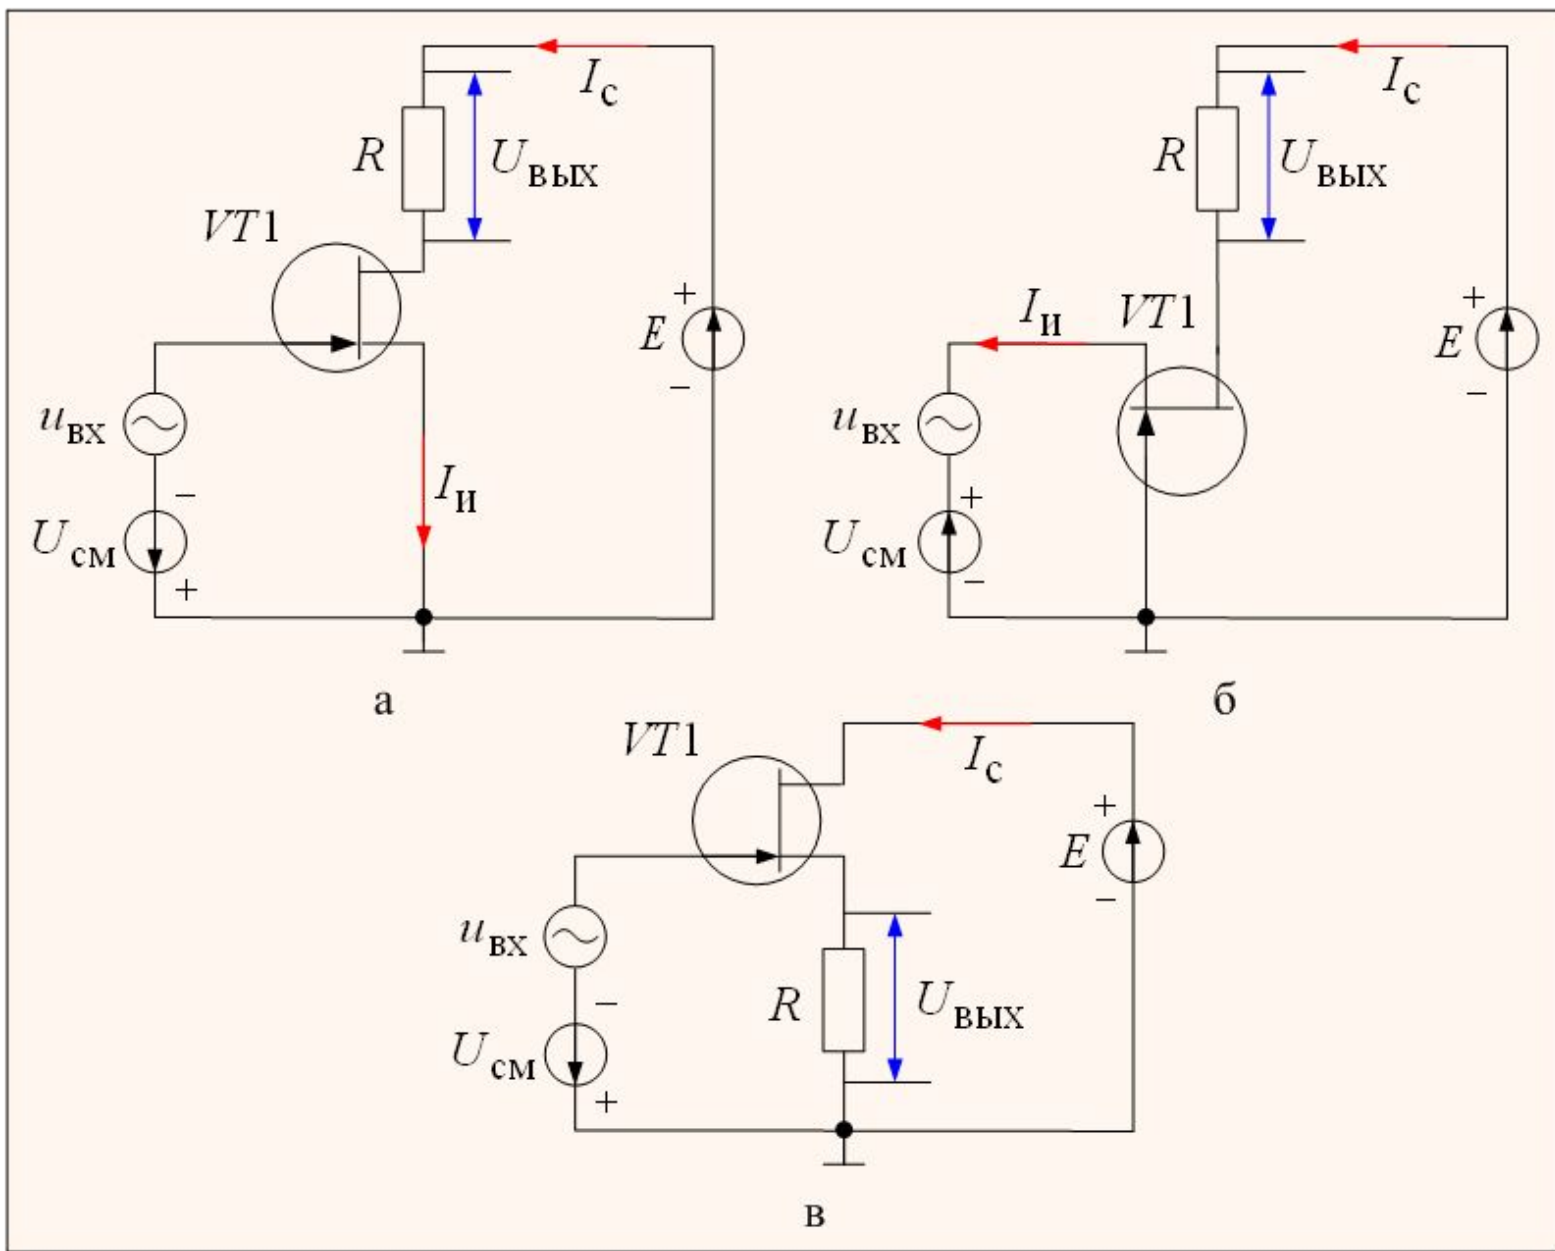 I с
R
U вых
VT1
+
E
−
u вх
−
U см
+
I и
а
I с
R
U вых
I и
VT1
+
E
−
u вх
+
U см
−
б
VT1
I с
+
E
−
u вх
−
U см
+
R
U вых
в